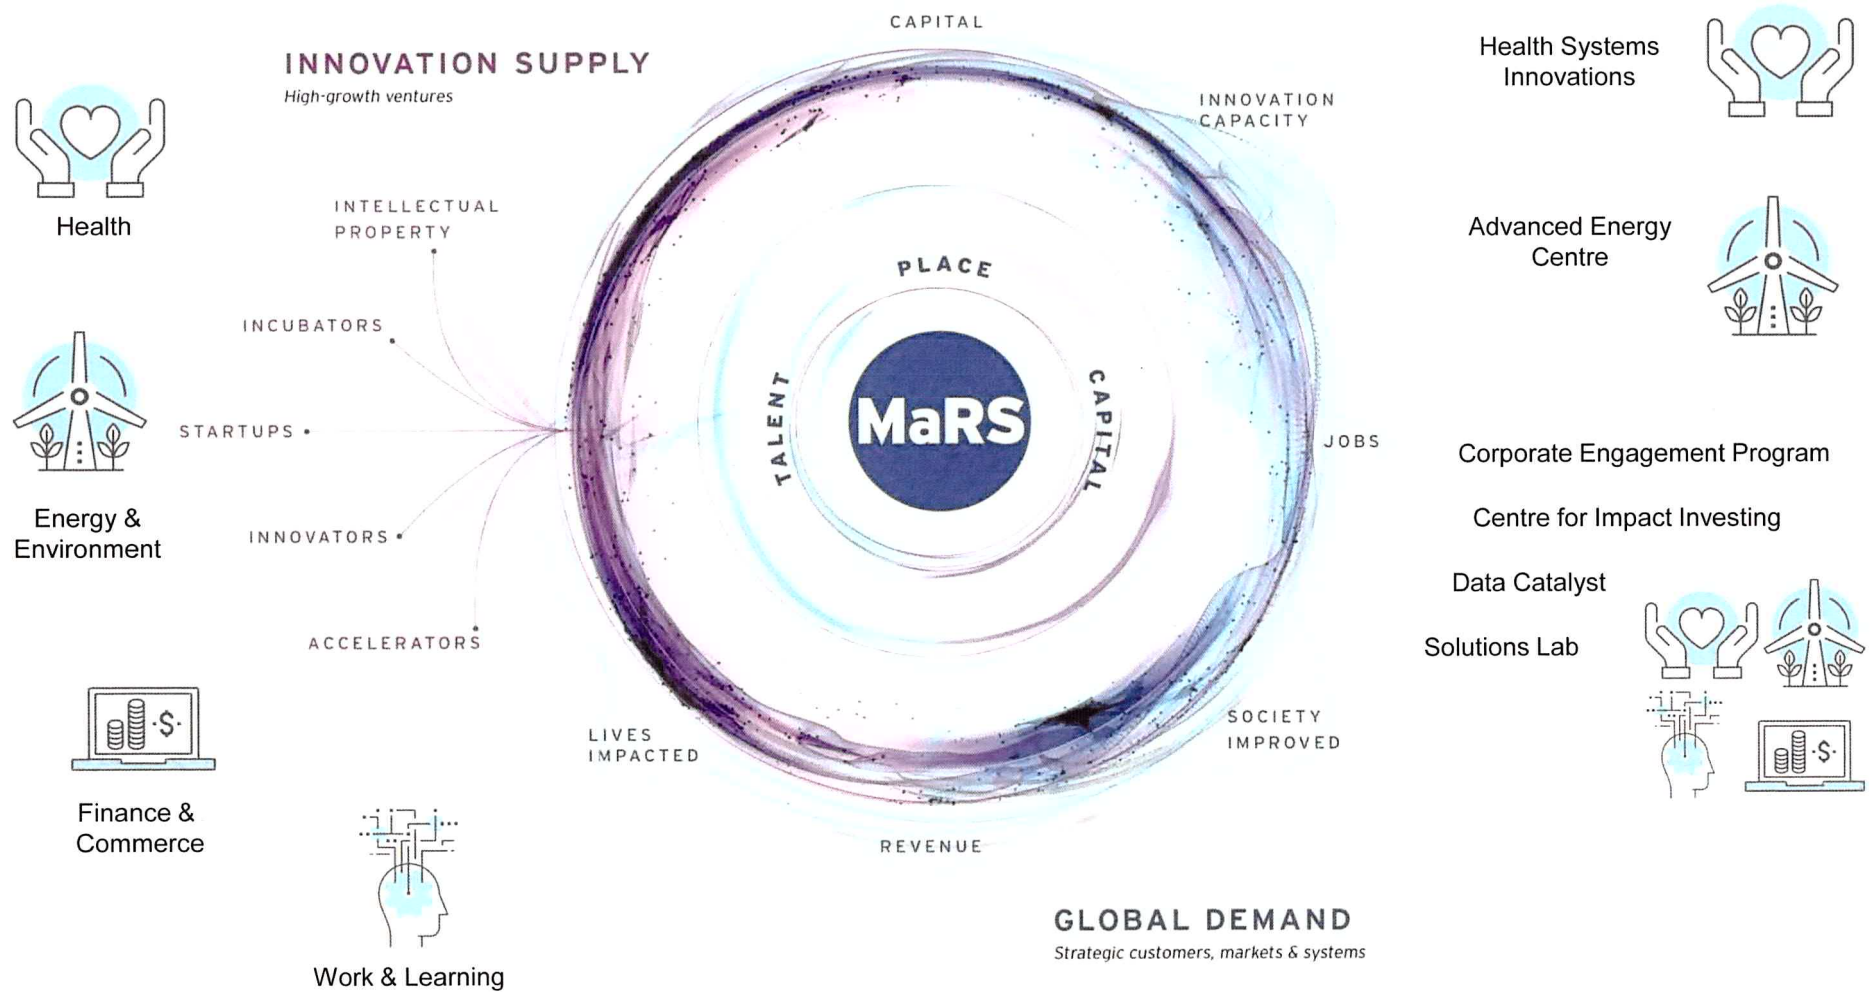 CAPITAL
INNOVATION SUPPLY
High-growth ventures
Health Systems
Innovations
INNOVATION
CAPACITY
Health
INTELLECTUAL
PROPERTY
Advanced Energy
Centre
PLACE
INCUBATORS
TALENT
MaRS
CAPITAL
STARTUPS
JOBS
Corporate Engagement Program
Energy &
Environment
Centre for Impact Investing
INNOVATORS
Data Catalyst
ACCELERATORS
Solutions Lab
$
LIVES
IMPACTED
SOCIETY
IMPROVED
$
Finance &
Commerce
REVENUE
GLOBAL DEMAND
Strategic customers, markets & systems
Work & Learning